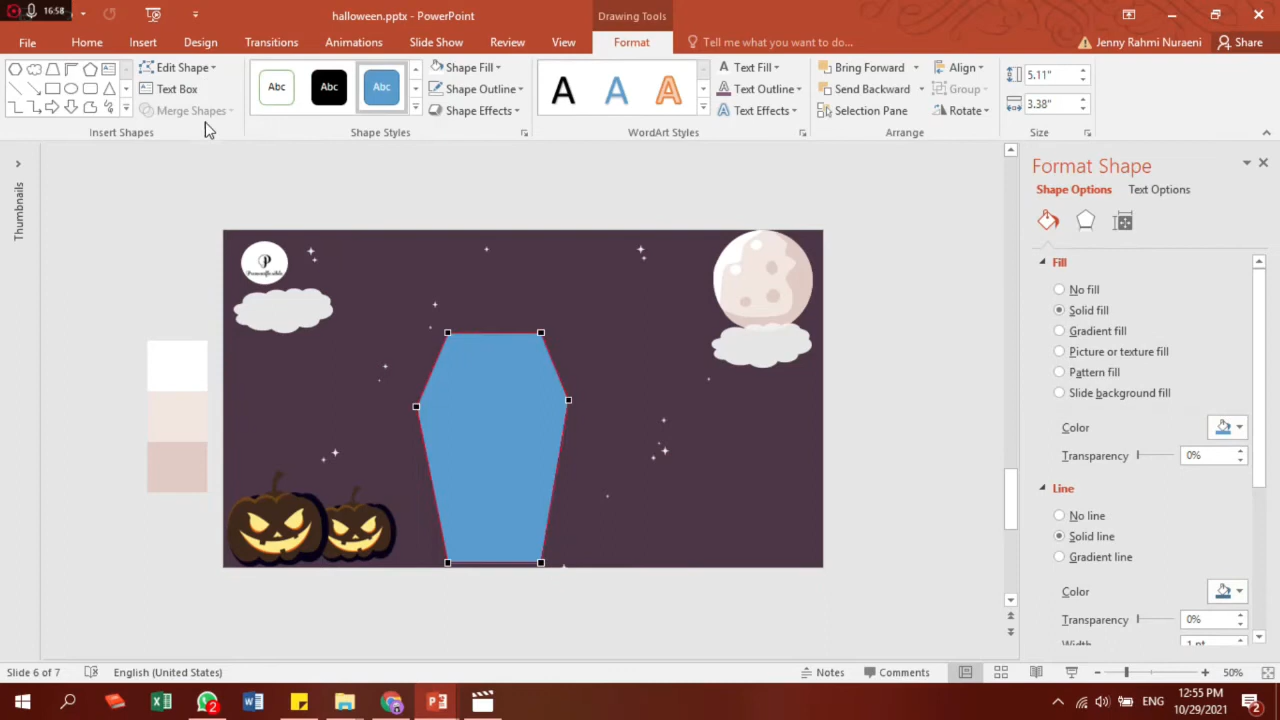 16:58
halloween.pptx - PowerPoint
Drawing Tools
File
Home
Insert
Design
Transitions
Animations
Slide Show
Review
View
Format
Tell me what you want to do...
Jenny Rahmi Nuraeni
Share
Edit Shape
Text Box
Merge Shapes
Insert Shapes
Abc
Abc
Abc
Shape Fill
Shape Outline
Shape Effects
Shape Styles
A
A
A
Text Fill
Text Outline
Text Effects
WordArt Styles
Bring Forward
Send Backward
Selection Pane
Align
Group
Rotate
Arrange
5.11"
3.38"
Size
Thumbnails
P
Format Shape
Shape Options
Text Options
Fill
No fill
Solid fill
Gradient fill
Picture or texture fill
Pattern fill
Slide background fill
Color
Transparency
0%
Line
No line
Solid line
Gradient line
Color
Transparency
0%
Width
1 pt
Slide 6 of 7
English (United States)
Notes
Comments
50%
2
ENG
12:55 PM
10/29/2021
2